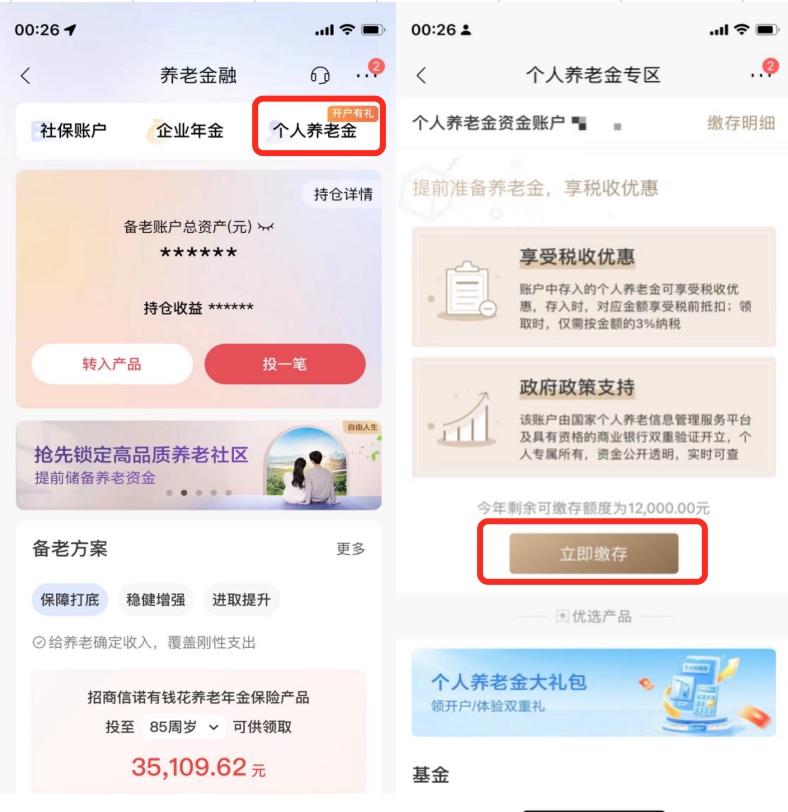 00:26
养老金融
2
开户有礼
社保账户
企业年金
个人养老金
持仓详情
备老账户总资产(元)
******
持仓收益 ******
转入产品
投一笔
自由人生
抢先锁定高品质养老社区
提前储备养老资金
备老方案
更多
保障打底
稳健增强
进取提升
给养老确定收入，覆盖刚性支出
招商信诺有钱花养老年金保险产品
投至 85周岁 可供领取
35,109.62 元
00:26
个人养老金专区
2
个人养老金资金账户
缴存明细
提前准备养老金，享税收优惠
享受税收优惠
账户中存入的个人养老金可享受税收优
惠，存入时，对应金额享受税前抵扣；领
取时，仅需按金额的3%纳税
政府政策支持
该账户由国家个人养老信息管理服务平台
及具有资格的商业银行双重验证开立，个
人专属所有，资金公开透明，实时可查
今年剩余可缴存额度为12,000.00元
立即缴存
优选产品
个人养老金大礼包
领开户/体验双重礼
基金